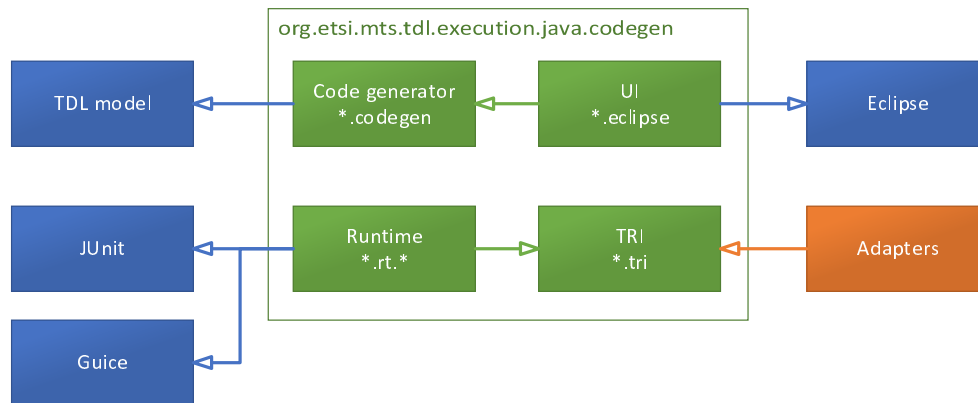 org.etsi.mts.tdl.execution.java.codegen
TDL model
Code generator
*.codegen
UI
*.eclipse
Eclipse
JUnit
Runtime
*.rt.*
TRI
*.tri
Adapters
Guice